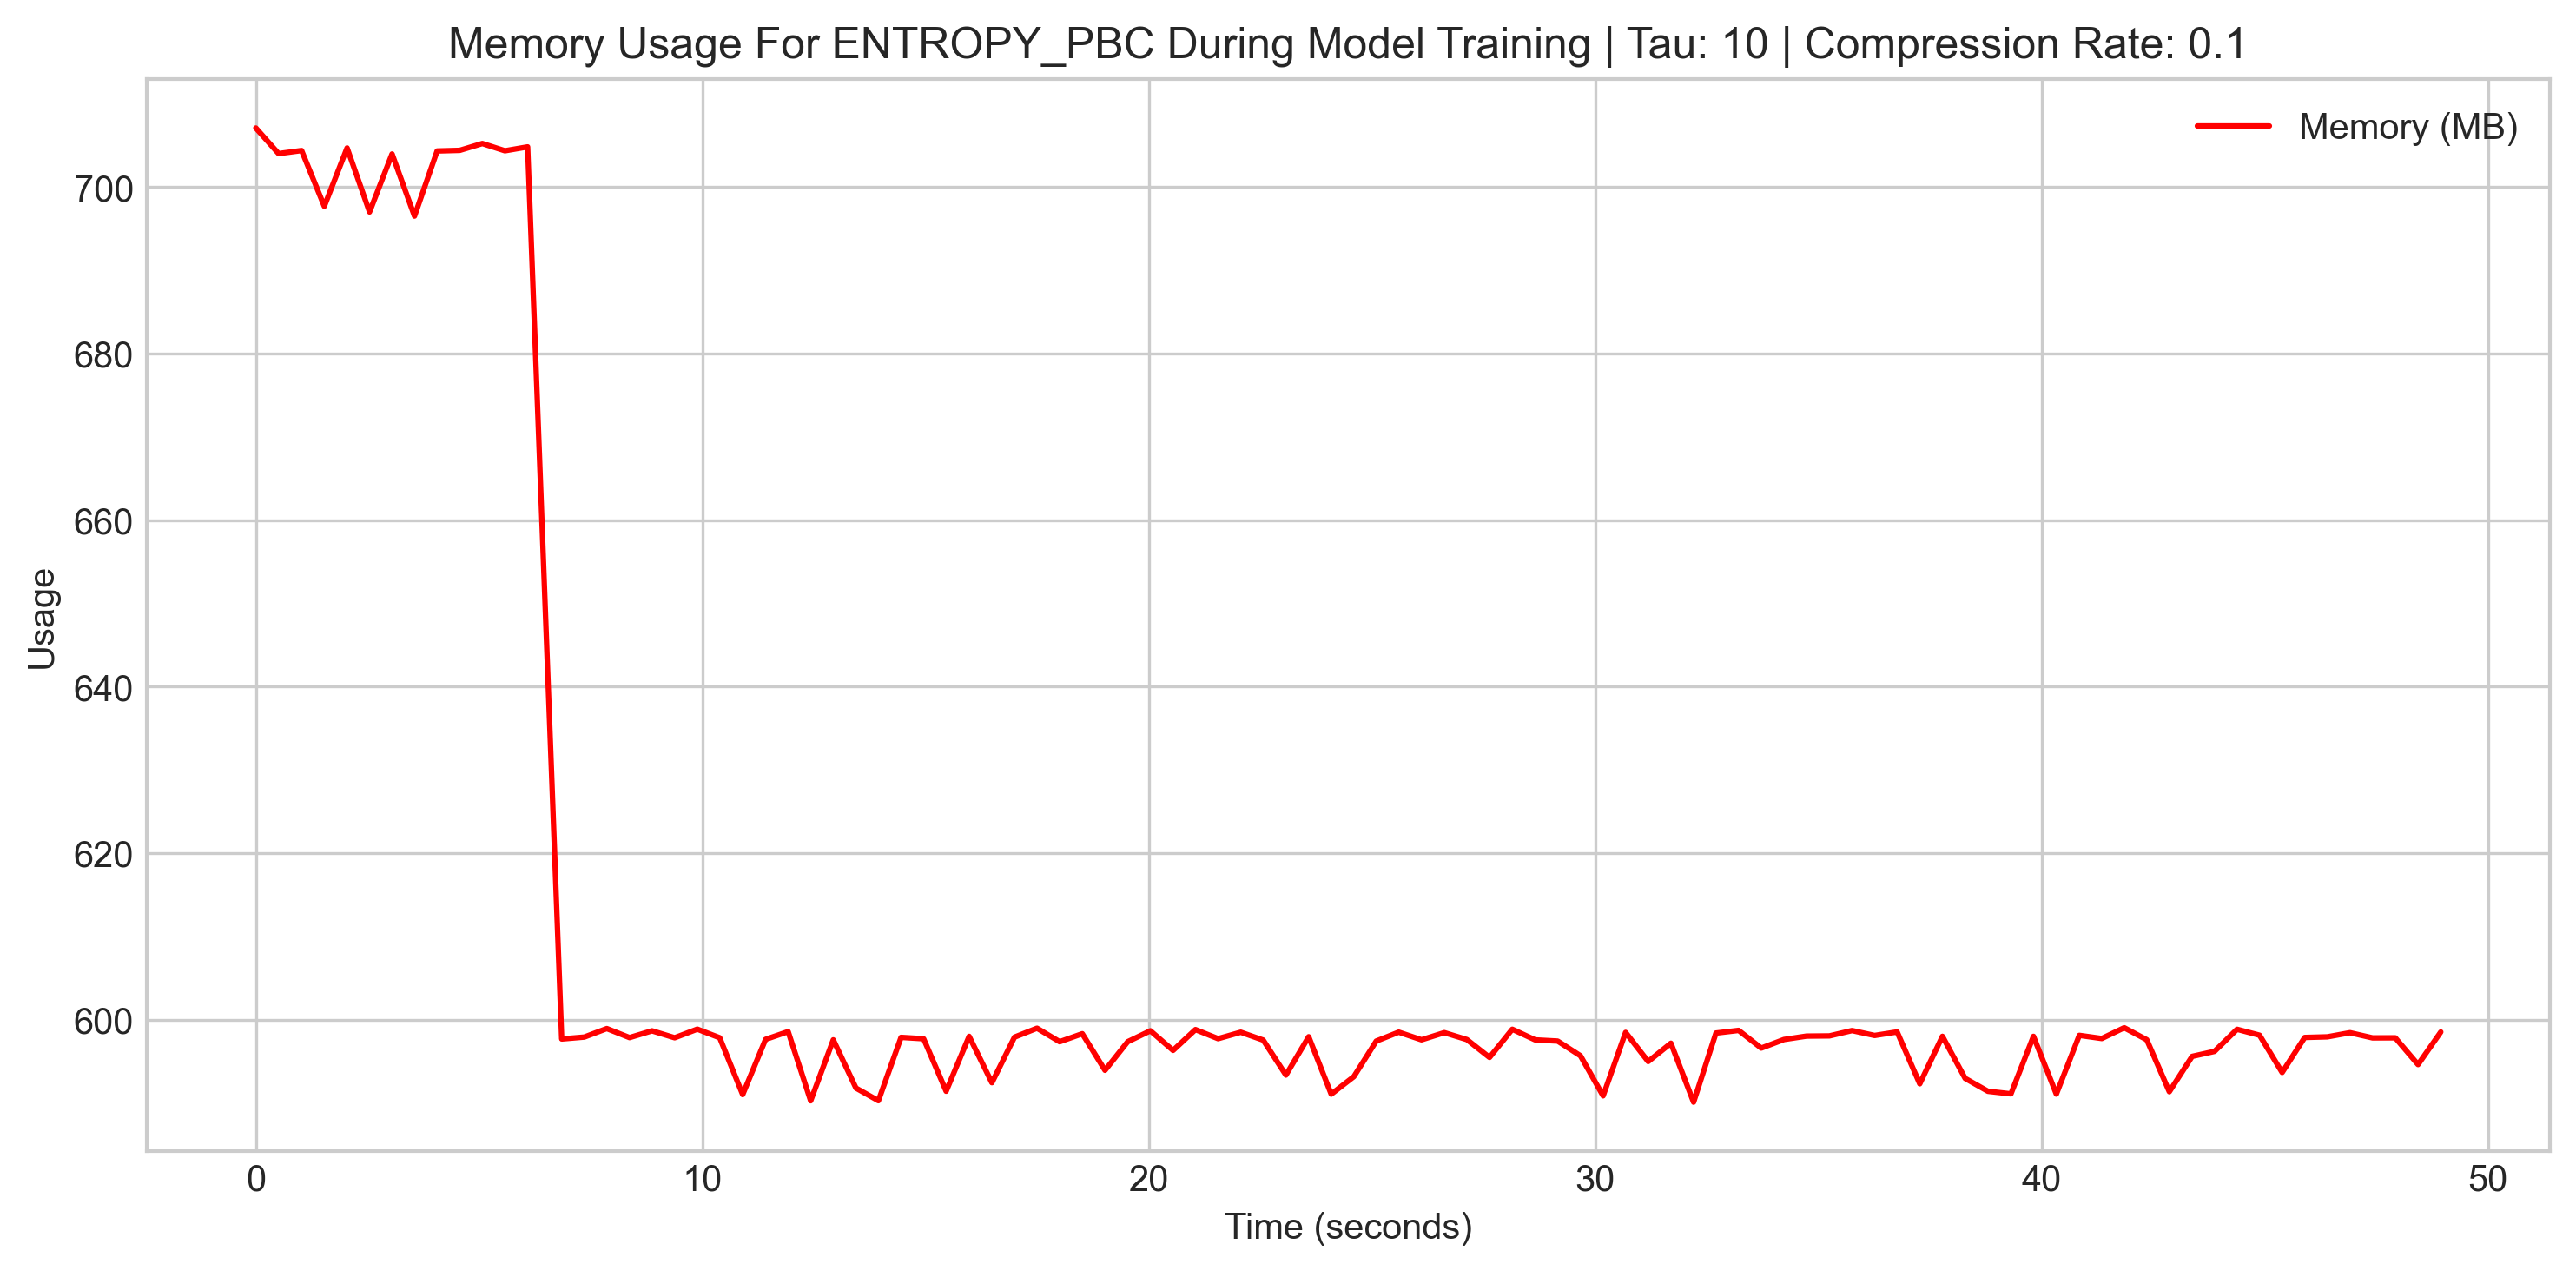 Memory Usage For ENTROPY_PBC During Model Training | Tau: 10 | Compression Rate: 0.1
Memory (MB)
700
680
660
640
620
600
Usage
0 10 20 30 40 50
Time (seconds)